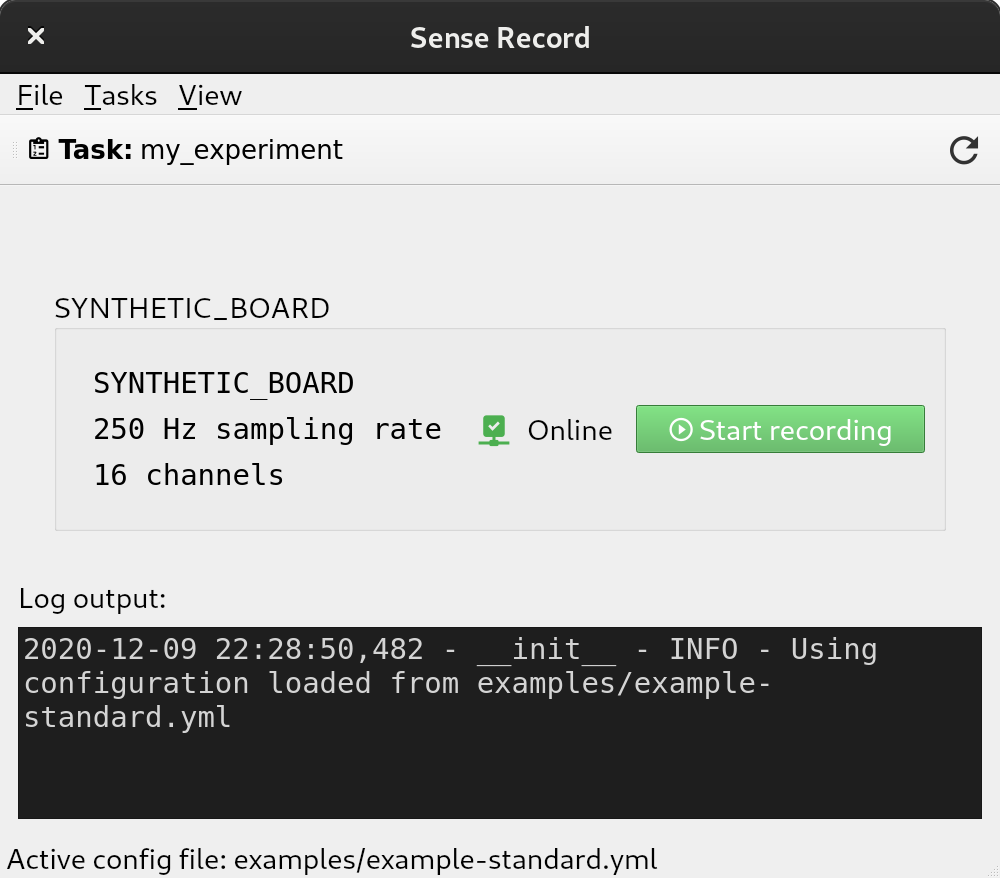 Sense Record
File Tasks View
Task: my_experiment
SYNTHETIC_BOARD
SYNTHETIC_BOARD
250 Hz sampling rate
16 channels
Online
Start recording
Log output:
2020-12-09 22:28:50,482 - __init__ - INFO - Using
configuration loaded from examples/example-
standard.yml
Active config file: examples/example-standard.yml